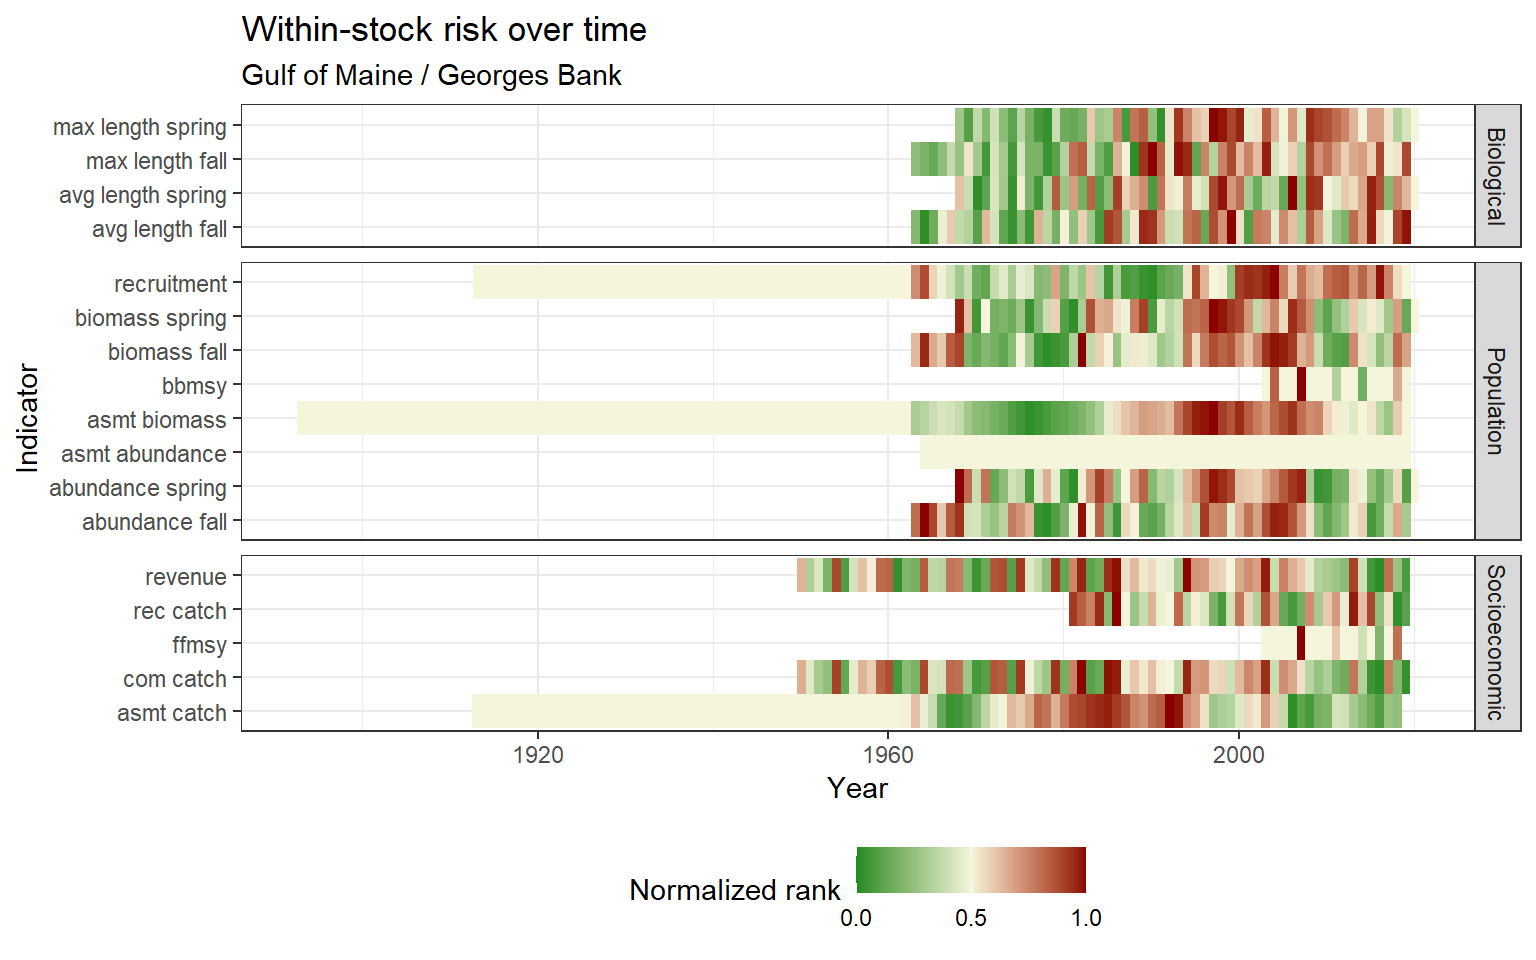 Within-stock risk over time
Gulf of Maine / Georges Bank
Indicator
max length spring
max length fall
avg length spring
avg length fall
Biological
recruitment
biomass spring
biomass fall
bbmsy
asmt biomass
asmt abundance
abundance spring
abundance fall
Population
revenue
rec catch
ffmsy
com catch
asmt catch
Socioeconomic
1920 1960 2000
Year
Normalized rank
0.0 0.5 1.0